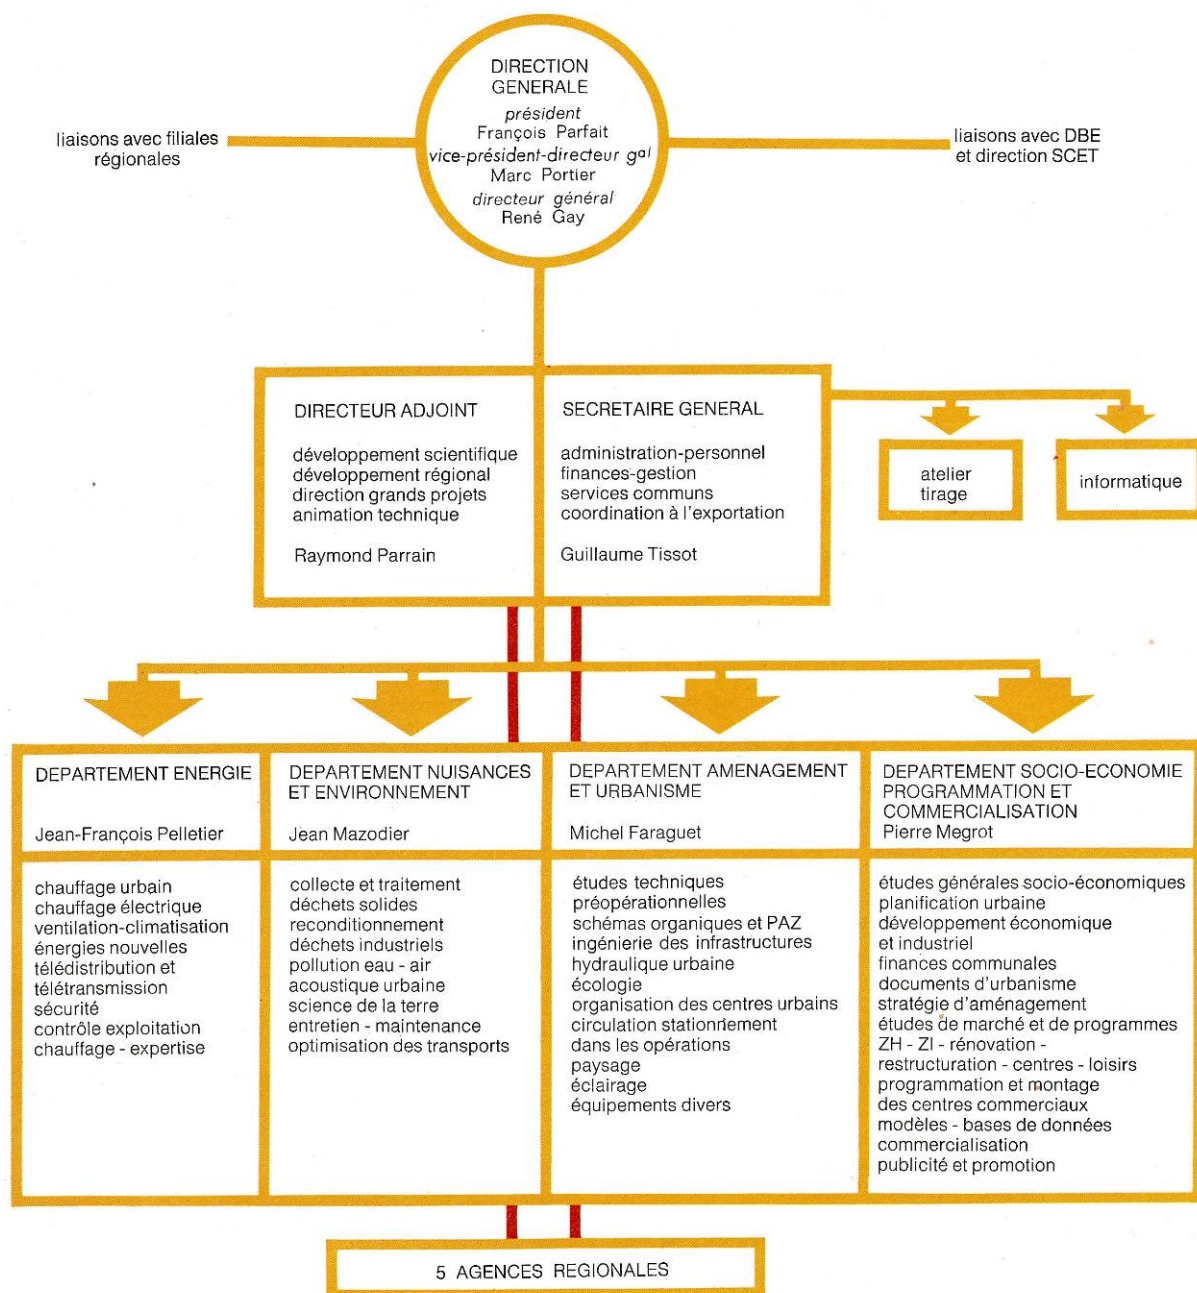 DIRECTION
GENERALE
président
François Parfait
vice-président-directeur gal
Marc Portier
directeur général
René Gay
liaisons avec filiales
régionales
liaisons avec DBE
et direction SCET
DIRECTEUR ADJOINT
développement scientifique
développement régional
direction grands projets
animation technique
Raymond Parrain
SECRETAIRE GENERAL
administration-personnel
finances-gestion
services communs
coordination à l'exportation
Guillaume Tissot
atelier
tirage
informatique
DEPARTEMENT ENERGIE
Jean-François Pelletier
chauffage urbain
chauffage électrique
ventilation-climatisation
énergies nouvelles
télédistribution et
télétransmission
sécurité
contrôle exploitation
chauffage - expertise
DEPARTEMENT NUISANCES
ET ENVIRONNEMENT
Jean Mazodier
collecte et traitement
déchets solides
reconditionnement
déchets industriels
pollution eau - air
acoustique urbaine
science de la terre
entretien - maintenance
optimisation des transports
DEPARTEMENT AMENAGEMENT
ET URBANISME
Michel Faraguet
études techniques
préopérationnelles
schémas organiques et PAZ
ingénierie des infrastructures
hydraulique urbaine
écologie
organisation des centres urbains
circulation stationnement
dans les opérations
paysage
éclairage
équipements divers
DEPARTEMENT SOCIO-ECONOMIE
PROGRAMMATION ET
COMMERCIALISATION
Pierre Megrot
études générales socio-économiques
planification urbaine
développement économique
et industriel
finances communales
documents d'urbanisme
stratégie d'aménagement
études de marché et de programmes
ZH - ZI - rénovation -
restructuration - centres - loisirs
programmation et montage
des centres commerciaux
modèles - bases de données
commercialisation
publicité et promotion
5 AGENCES REGIONALES